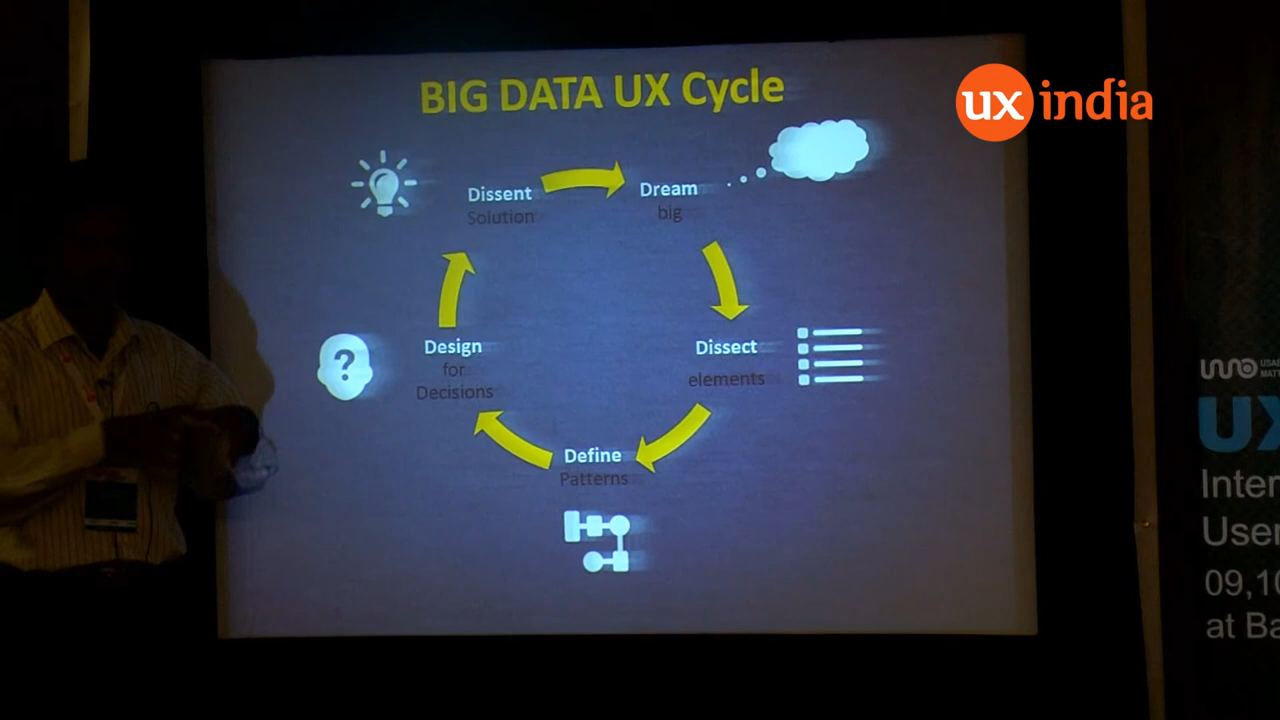 BIG DATA UX Cycle
ux india
Dissent
Solution
Dream
big
Design
for
Decisions
Dissect
elements
Define
Patterns
?
UX
Inter
User
09,10
at Ba